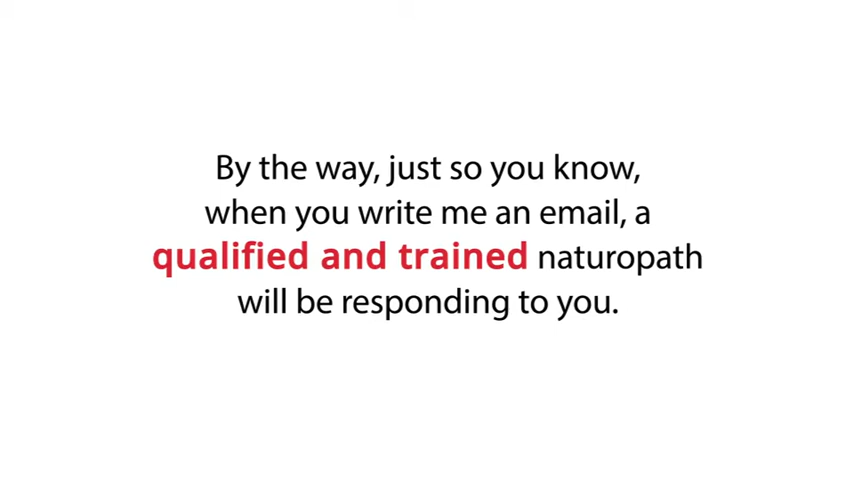 By the way, just so you know,
when you write me an email, a
qualified and trained naturopath
will be responding to you.